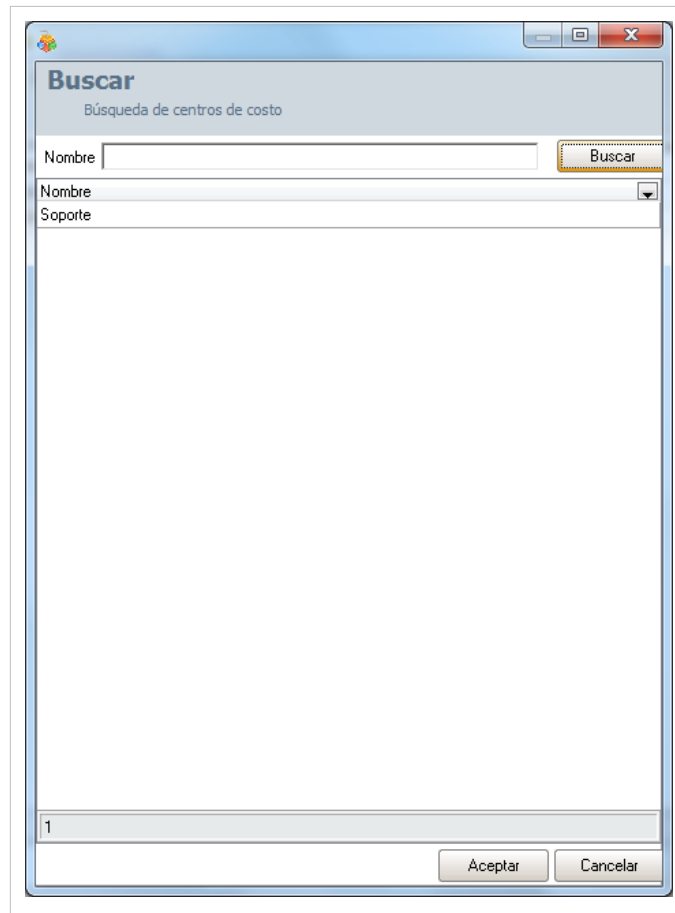 Buscar
Búsqueda de centros de costo
Nombre Buscar
Nombre
Soporte
1
Aceptar Cancelar